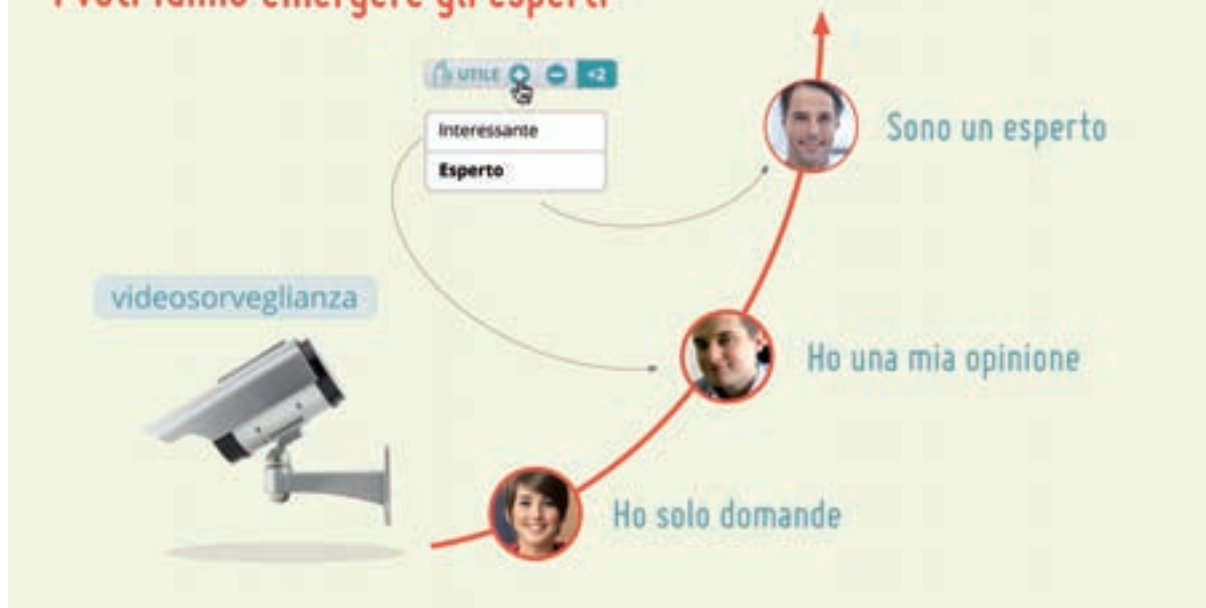 I voti fanno emergere gli esperti
UTILE +2
Interessante
Esperto
Sono un esperto
videosorveglianza
Ho una mia opinione
Ho solo domande